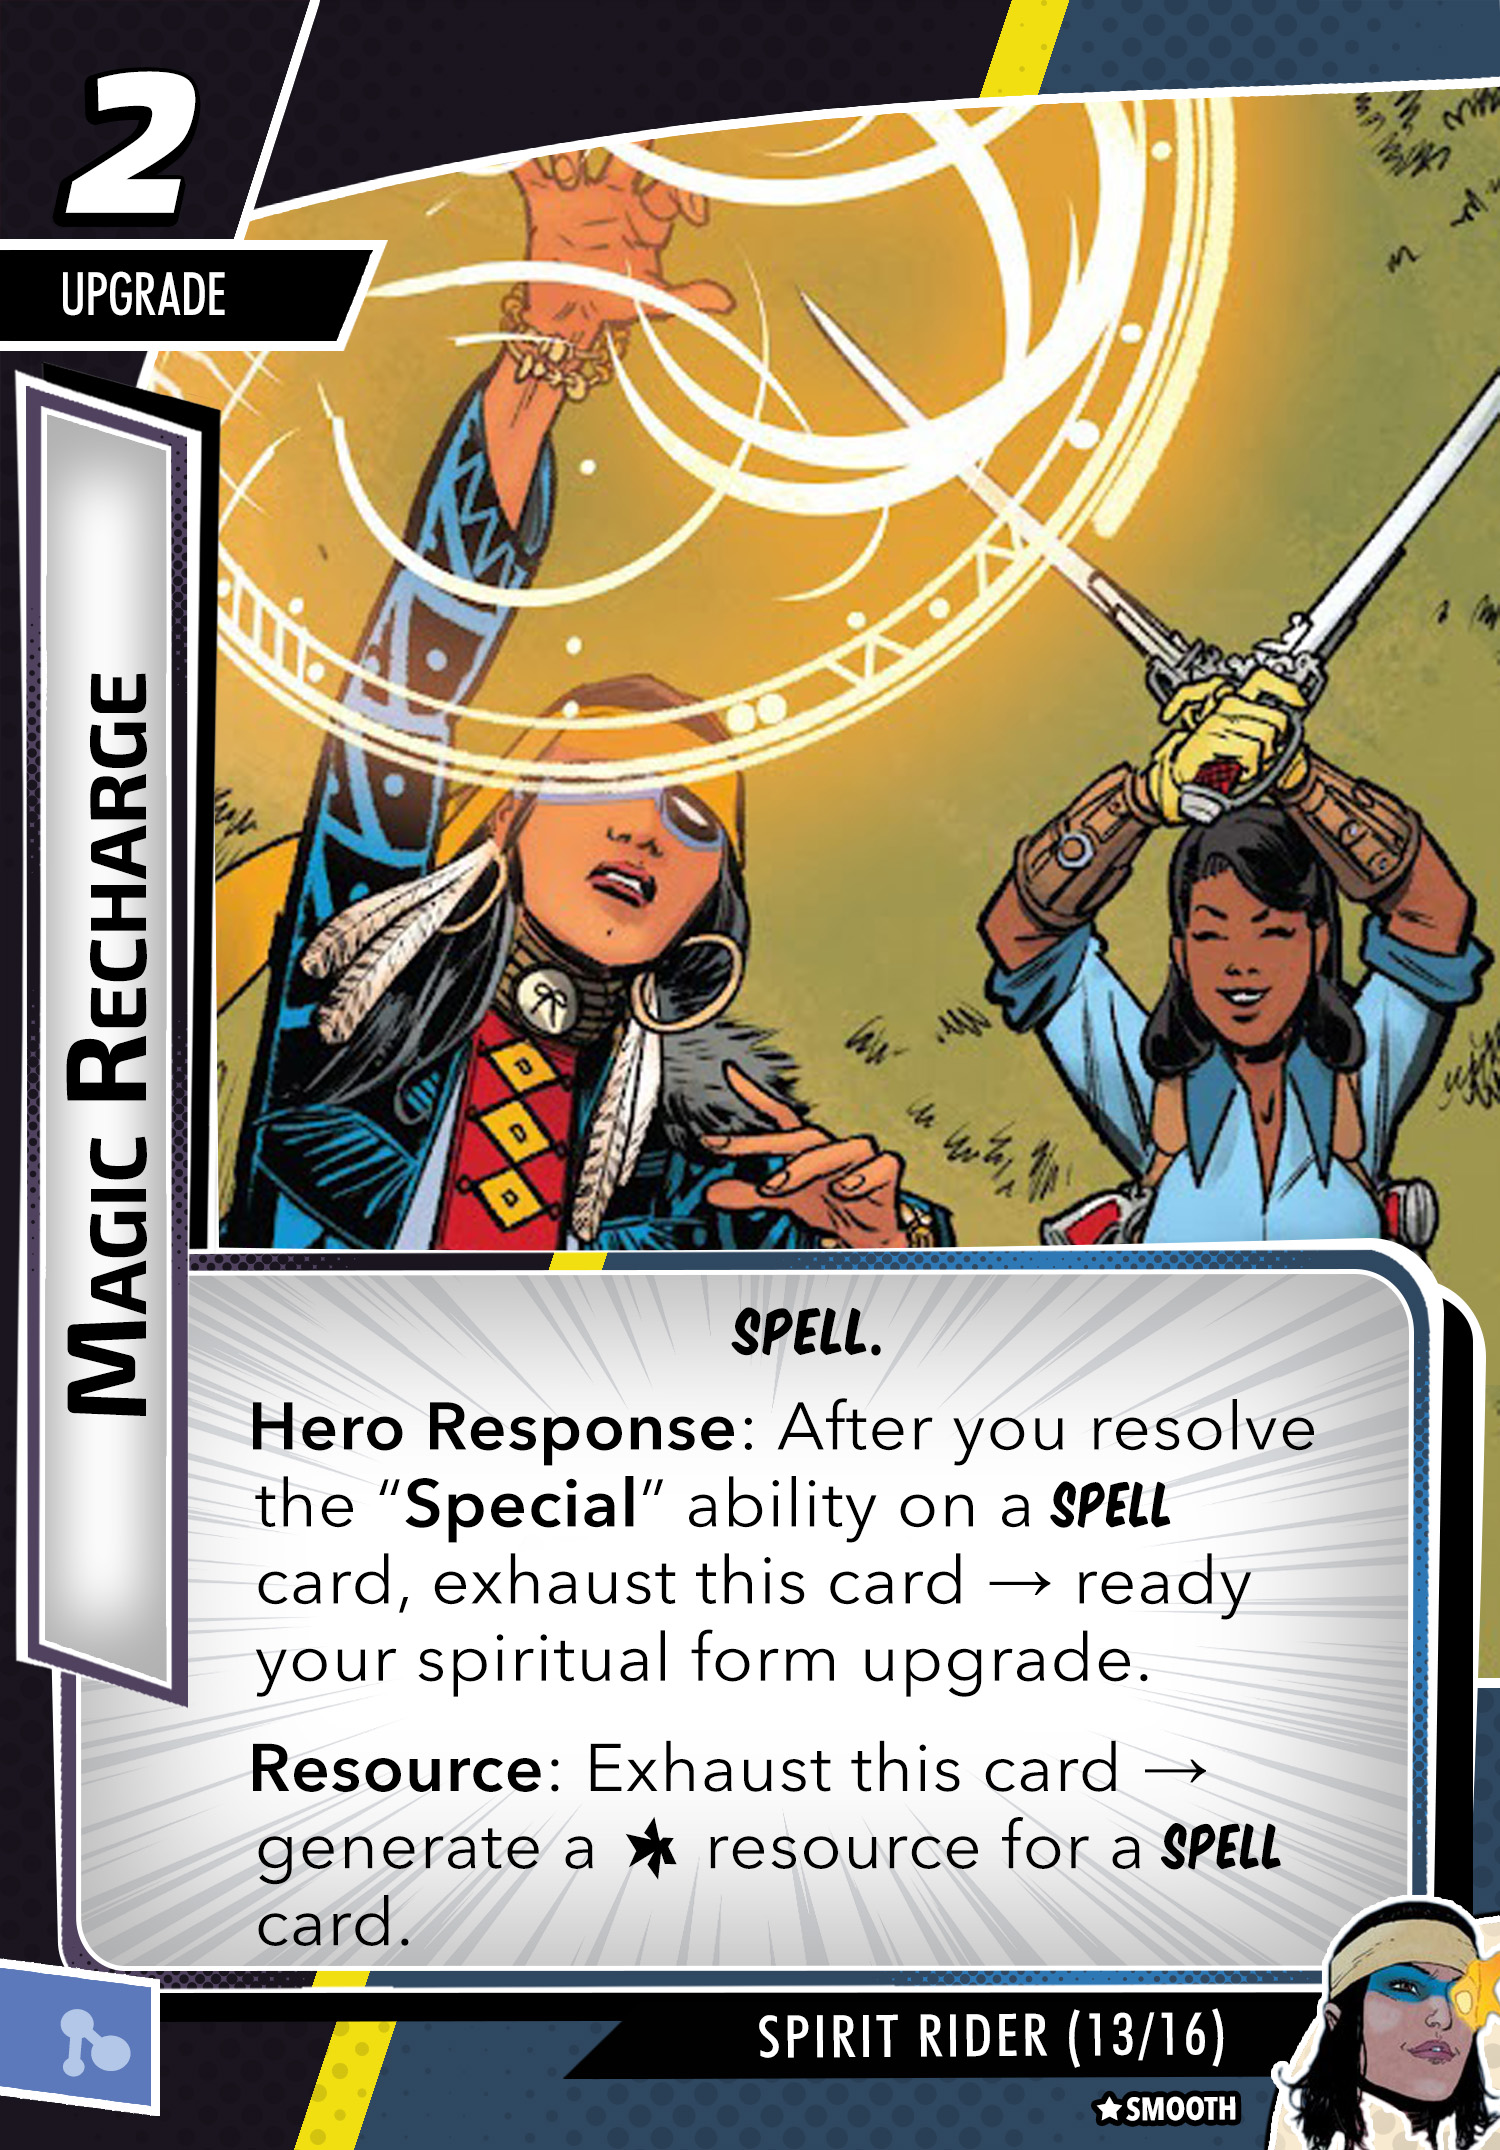 2
UPGRADE
MAGIC RECHARGE
SPELL.
Hero Response: After you resolve
the “Special” ability on a SPELL
card, exhaust this card → ready
your spiritual form upgrade.
Resource: Exhaust this card →
generate a resource for a SPELL
card.
SPIRIT RIDER (13/16)
★SMOOTH